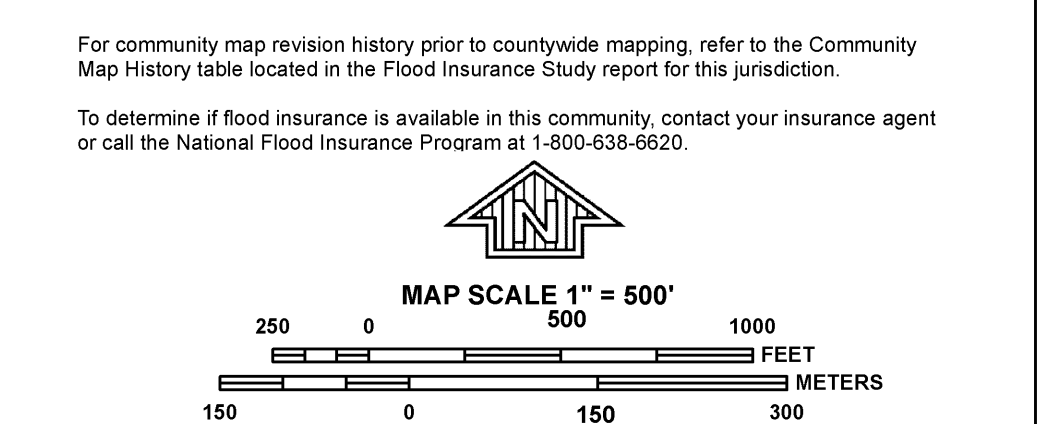 For community map revision history prior to countywide mapping, refer to the Community
Map History table located in the Flood Insurance Study report for this jurisdiction.
To determine if flood insurance is available in this community, contact your insurance agent
or call the National Flood Insurance Program at 1-800-638-6620.
N
MAP SCALE 1" = 500'
250 0 500 1000
FEET
METERS
150 0 150 300